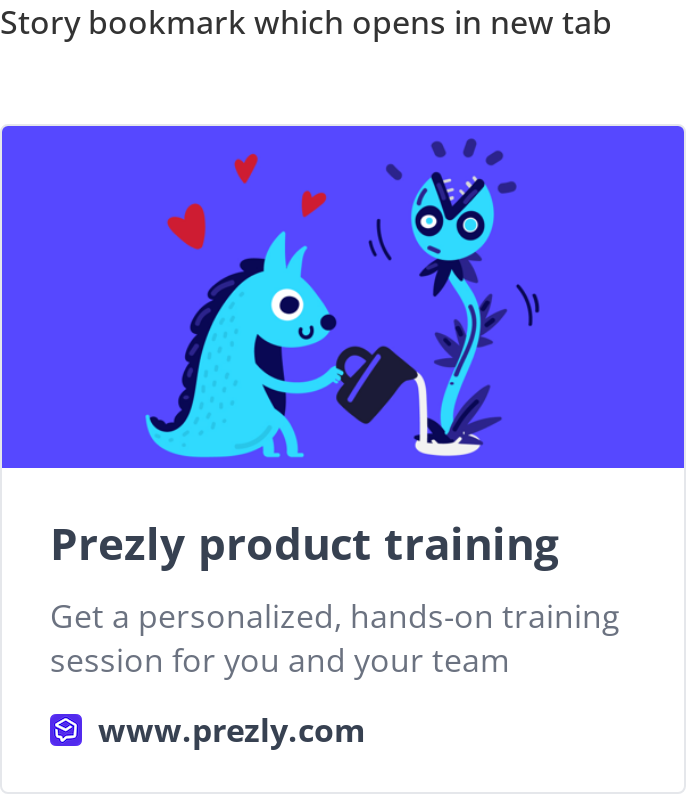 Story bookmark which opens in new tab
Prezly product training
Get a personalized, hands-on training
session for you and your team
www.prezly.com